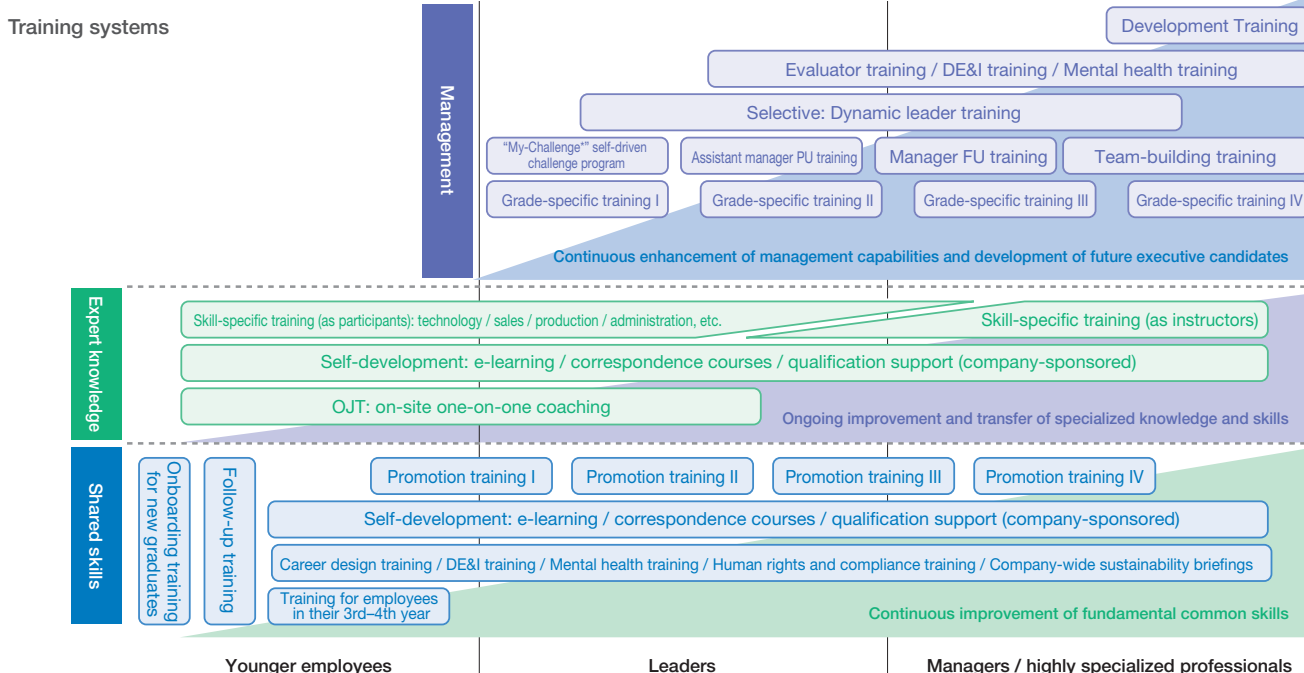 Training systems
Management
Development Training
Evaluator training / DE&I training / Mental health training
Selective: Dynamic leader training
“My-Challenge*” self-driven
challenge program
Assistant manager PU training
Manager FU training
Team-building training
Grade-specific training I
Grade-specific training II
Grade-specific training III
Grade-specific training IV
Continuous enhancement of management capabilities and development of future executive candidates
Expert knowledge
Skill-specific training (as participants): technology / sales / production / administration, etc.
Skill-specific training (as instructors)
Self-development: e-learning / correspondence courses / qualification support (company-sponsored)
OJT: on-site one-on-one coaching
Ongoing improvement and transfer of specialized knowledge and skills
Shared skills
Onboarding training
for new graduates
Follow-up training
Promotion training I
Promotion training II
Promotion training III
Promotion training IV
Self-development: e-learning / correspondence courses / qualification support (company-sponsored)
Career design training / DE&I training / Mental health training / Human rights and compliance training / Company-wide sustainability briefings
Training for employees
in their 3rd–4th year
Continuous improvement of fundamental common skills
Younger employees
Leaders
Managers / highly specialized professionals